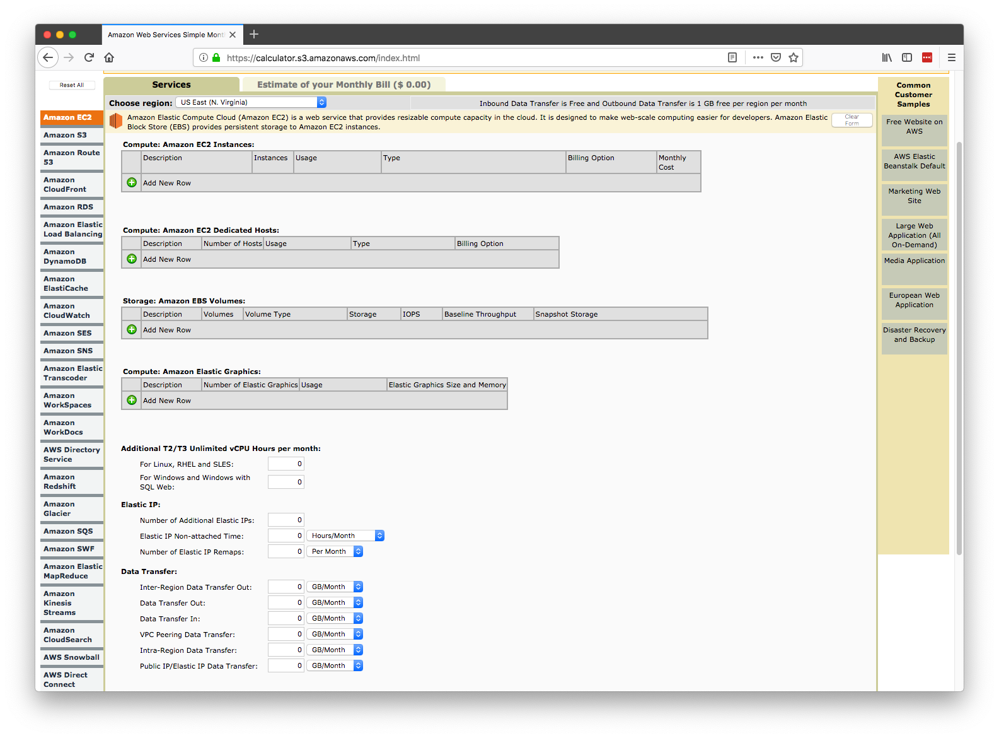 Amazon Web Services Simple Mont
https://calculator.s3.amazonaws.com/index.html
Reset All
Services
Estimate of your Monthly Bill ($ 0.00)
Choose region:
US East (N. Virginia)
Inbound Data Transfer is Free and Outbound Data Transfer is 1 GB free per region per month
Amazon Elastic Compute Cloud (Amazon EC2) is a web service that provides resizable compute capacity in the cloud. It is designed to make web-scale computing easier for developers. Amazon Elastic
Block Store (EBS) provides persistent storage to Amazon EC2 instances.
Clear
Form
Amazon EC2
Amazon S3
Amazon Route
53
Amazon
CloudFront
Amazon RDS
Amazon Elastic
Load Balancing
Amazon
DynamoDB
Amazon
ElastiCache
Amazon
CloudWatch
Amazon SES
Amazon SNS
Amazon Elastic
Transcoder
Amazon
WorkSpaces
Amazon
WorkDocs
AWS Directory
Service
Amazon
Redshift
Amazon
Glacier
Amazon SQS
Amazon SWF
Amazon Elastic
MapReduce
Amazon
Kinesis
Streams
Amazon
CloudSearch
AWS Snowball
AWS Direct
Connect
Compute: Amazon EC2 Instances:
Description Instances Usage Type Billing Option Monthly
Cost
Add New Row
Compute: Amazon EC2 Dedicated Hosts:
Description Number of Hosts Usage Type Billing Option
Add New Row
Storage: Amazon EBS Volumes:
Description Volumes Volume Type Storage IOPS Baseline Throughput Snapshot Storage
Add New Row
Compute: Amazon Elastic Graphics:
Description Number of Elastic Graphics Usage Elastic Graphics Size and Memory
Add New Row
Additional T2/T3 Unlimited vCPU Hours per month:
For Linux, RHEL and SLES: 0
For Windows and Windows with
SQL Web: 0
Elastic IP:
Number of Additional Elastic IPs: 0
Elastic IP Non-attached Time: 0 Hours/Month
Number of Elastic IP Remaps: 0 Per Month
Data Transfer:
Inter-Region Data Transfer Out: 0 GB/Month
Data Transfer Out: 0 GB/Month
Data Transfer In: 0 GB/Month
VPC Peering Data Transfer: 0 GB/Month
Intra-Region Data Transfer: 0 GB/Month
Public IP/Elastic IP Data Transfer: 0 GB/Month
Common
Customer
Samples
Free Website on
AWS
AWS Elastic
Beanstalk Default
Marketing Web
Site
Large Web
Application (All
On-Demand)
Media Application
European Web
Application
Disaster Recovery
and Backup